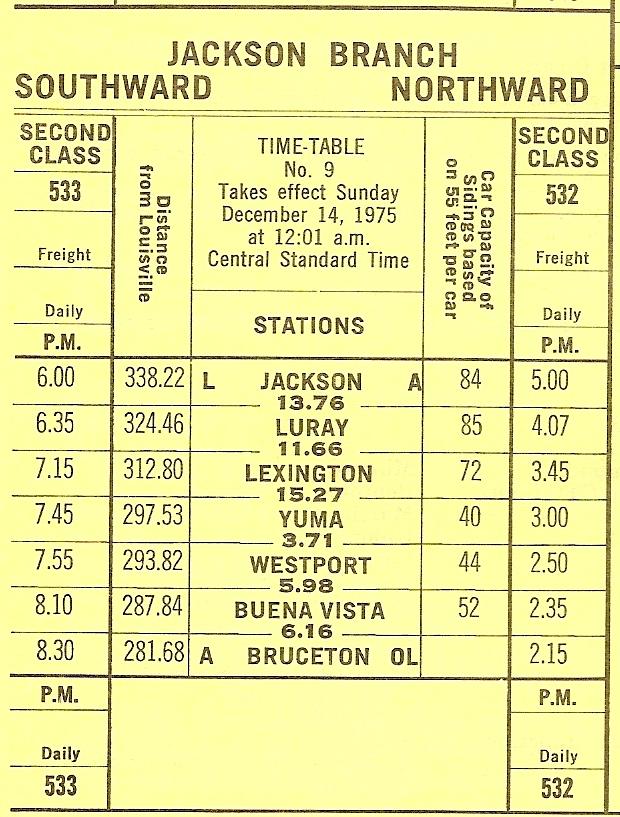 JACKSON BRANCH
SOUTHWARD NORTHWARD
SECOND CLASS
533
Freight
Daily
P.M.
Distance
from Louisville
TIME-TABLE
No. 9
Takes effect Sunday
December 14, 1975
at 12:01 a.m.
Central Standard Time
STATIONS
Car Capacity of
Sidings based
on 55 feet per car
SECOND CLASS
532
Freight
Daily
P.M.
6.00 338.22 L JACKSON A 84 5.00
13.76
6.35 324.46 LURAY 85 4.07
11.66
7.15 312.80 LEXINGTON 72 3.45
15.27
7.45 297.53 YUMA 40 3.00
3.71
7.55 293.82 WESTPORT 44 2.50
5.98
8.10 287.84 BUENA VISTA 52 2.35
6.16
8.30 281.68 A BRUCETON OL 2.15
P.M. P.M.
Daily Daily
533 532